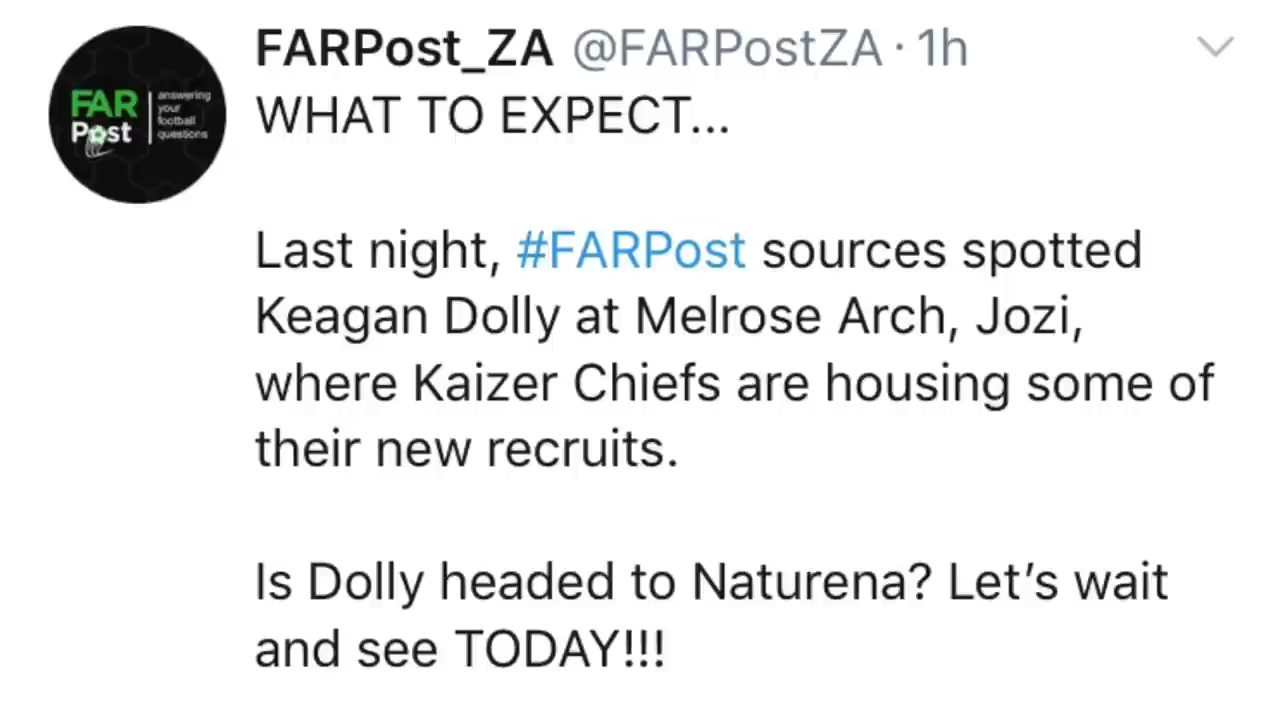 FARPost_ZA @FARPostZA · 1h
FAR
Post
answering
your
football
questions
WHAT TO EXPECT...
Last night, #FARPost sources spotted
Keagan Dolly at Melrose Arch, Jozi,
where Kaizer Chiefs are housing some of
their new recruits.
Is Dolly headed to Naturena? Let's wait
and see TODAY!!!